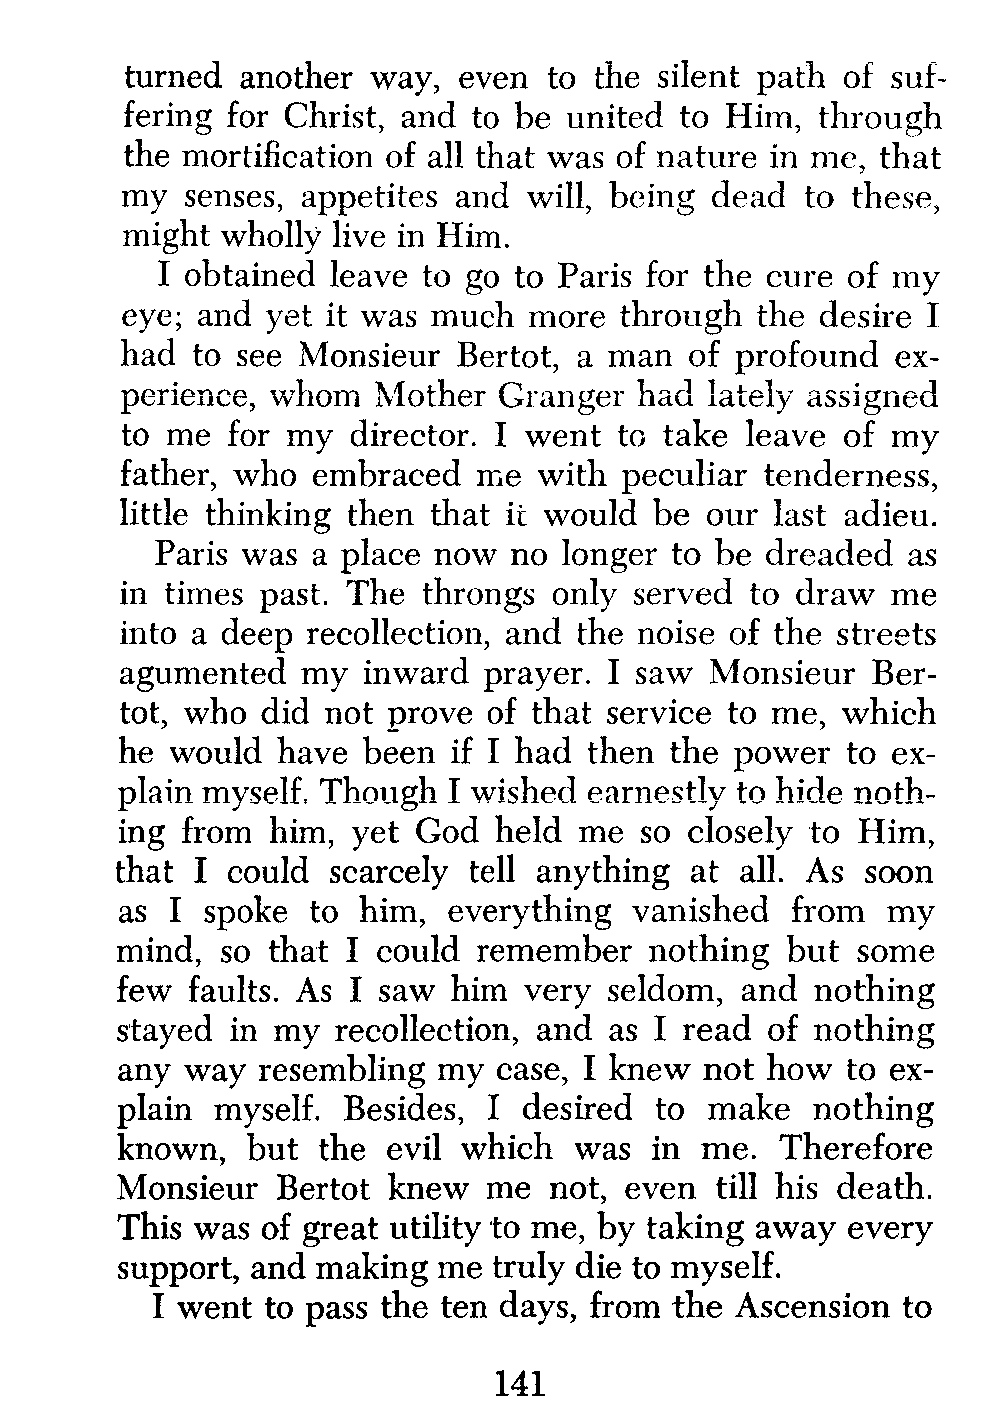 turned another way, even to the silent path of suf-
fering for Christ, and to be united to Him, through
the mortification of all that was of nature in me, that
my senses, appetites and will, being dead to these,
might wholly live in Him.
I obtained leave to go to Paris for the cure of my
eye; and yet it was much more through the desire I
had to see Monsieur Bertot, a man of profound ex-
perience, whom Mother Granger had lately assigned
to me for my director. I went to take leave of my
father, who embraced me with peculiar tenderness,
little thinking then that it would be our last adieu.
Paris was a place now no longer to be dreaded as
in times past. The throngs only served to draw me
into a deep recollection, and the noise of the streets
agumented my inward prayer. I saw Monsieur Ber-
tot, who did not prove of that service to me, which
he would have been if I had then the power to ex-
plain myself. Though I wished earnestly to hide noth-
ing from him, yet God held me so closely to Him,
that I could scarcely tell anything at all. As soon
as I spoke to him, everything vanished from my
mind, so that I could remember nothing but some
few faults. As I saw him very seldom, and nothing
stayed in my recollection, and as I read of nothing
any way resembling my case, I knew not how to ex-
plain myself. Besides, I desired to make nothing
known, but the evil which was in me. Therefore
Monsieur Bertot knew me not, even till his death.
This was of great utility to me, by taking away every
support, and making me truly die to myself.
I went to pass the ten days, from the Ascension to
141